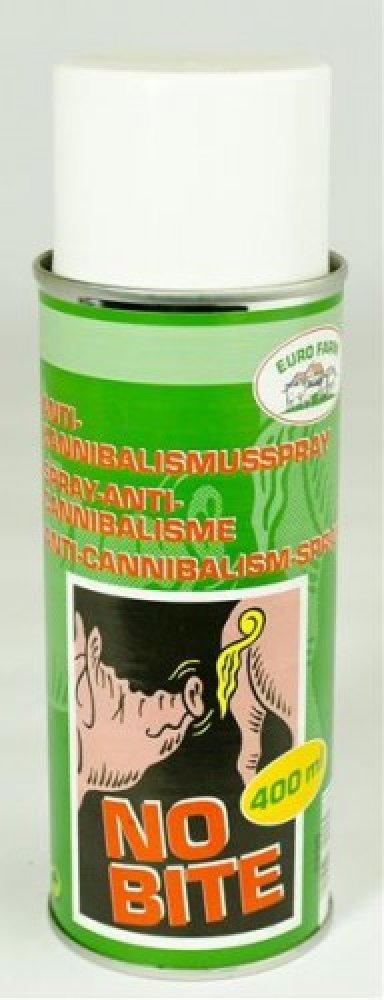 EURO FARM
ANTI-
CANNIBALISMUSSPRAY
SPRAY-ANTI-
CANNIBALISME
ANTI-CANNIBALISM-SPRAY
400 ml
NO
BITE